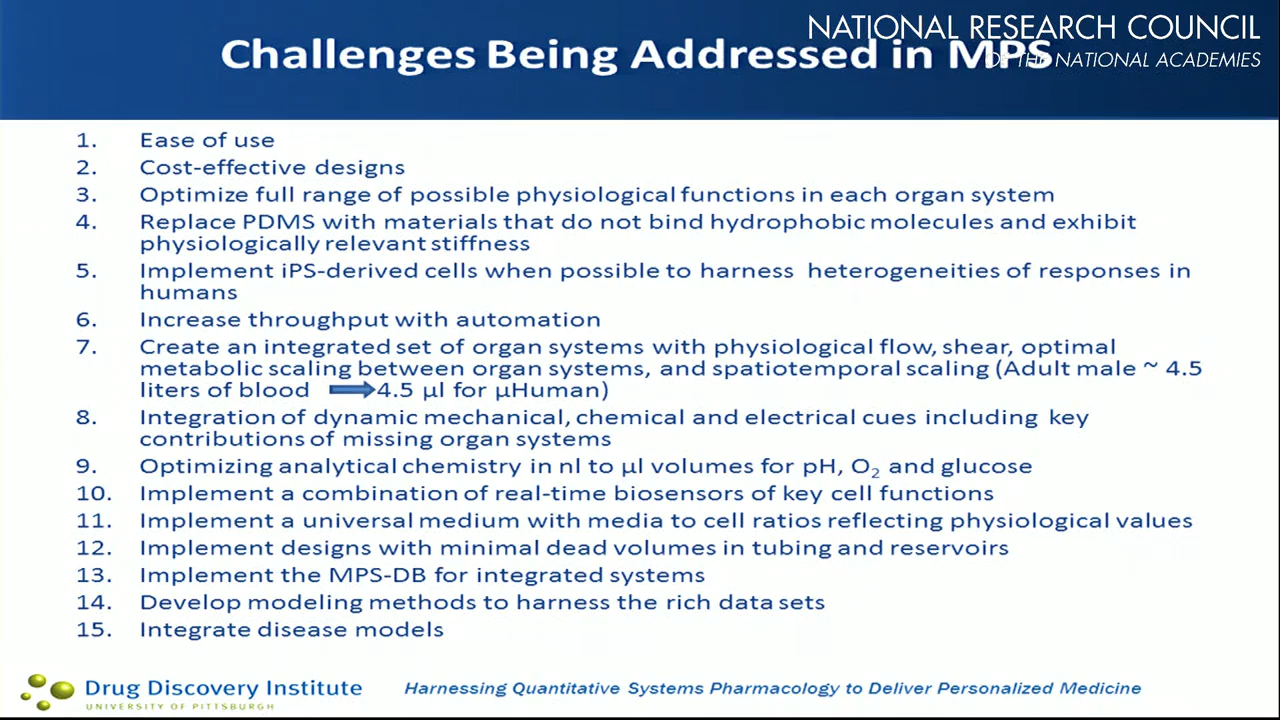 NATIONAL RESEARCH COUNCIL
OF THE NATIONAL ACADEMIES
Challenges Being Addressed in MPS
1. Ease of use
2. Cost-effective designs
3. Optimize full range of possible physiological functions in each organ system
4. Replace PDMS with materials that do not bind hydrophobic molecules and exhibit
physiologically relevant stiffness
5. Implement iPS-derived cells when possible to harness heterogeneities of responses in
humans
6. Increase throughput with automation
7. Create an integrated set of organ systems with physiological flow, shear, optimal
metabolic scaling between organ systems, and spatiotemporal scaling (Adult male ~ 4.5
liters of blood 4.5 µl for µHuman)
8. Integration of dynamic mechanical, chemical and electrical cues including key
contributions of missing organ systems
9. Optimizing analytical chemistry in nl to µl volumes for pH, O₂ and glucose
10. Implement a combination of real-time biosensors of key cell functions
11. Implement a universal medium with media to cell ratios reflecting physiological values
12. Implement designs with minimal dead volumes in tubing and reservoirs
13. Implement the MPS-DB for integrated systems
14. Develop modeling methods to harness the rich data sets
15. Integrate disease models
Drug Discovery Institute
UNIVERSITY OF PITTSBURGH
Harnessing Quantitative Systems Pharmacology to Deliver Personalized Medicine